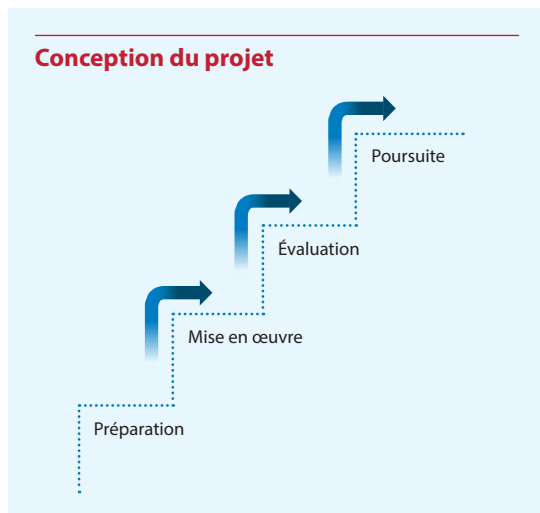 Conception du projet
Poursuite
Évaluation
Mise en œuvre
Préparation